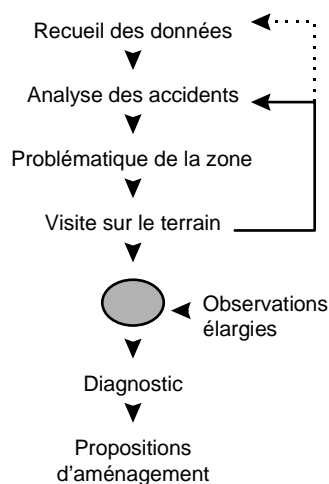 Recueil des données
Analyse des accidents
Problématique de la zone
Visite sur le terrain
Observations
élargies
Diagnostic
Propositions
d'aménagement